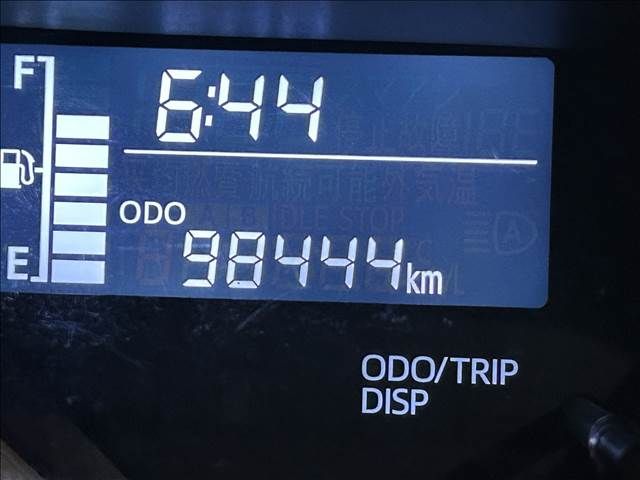 F
6:44
ODO
E
98444km
ODO/TRIP
DISP